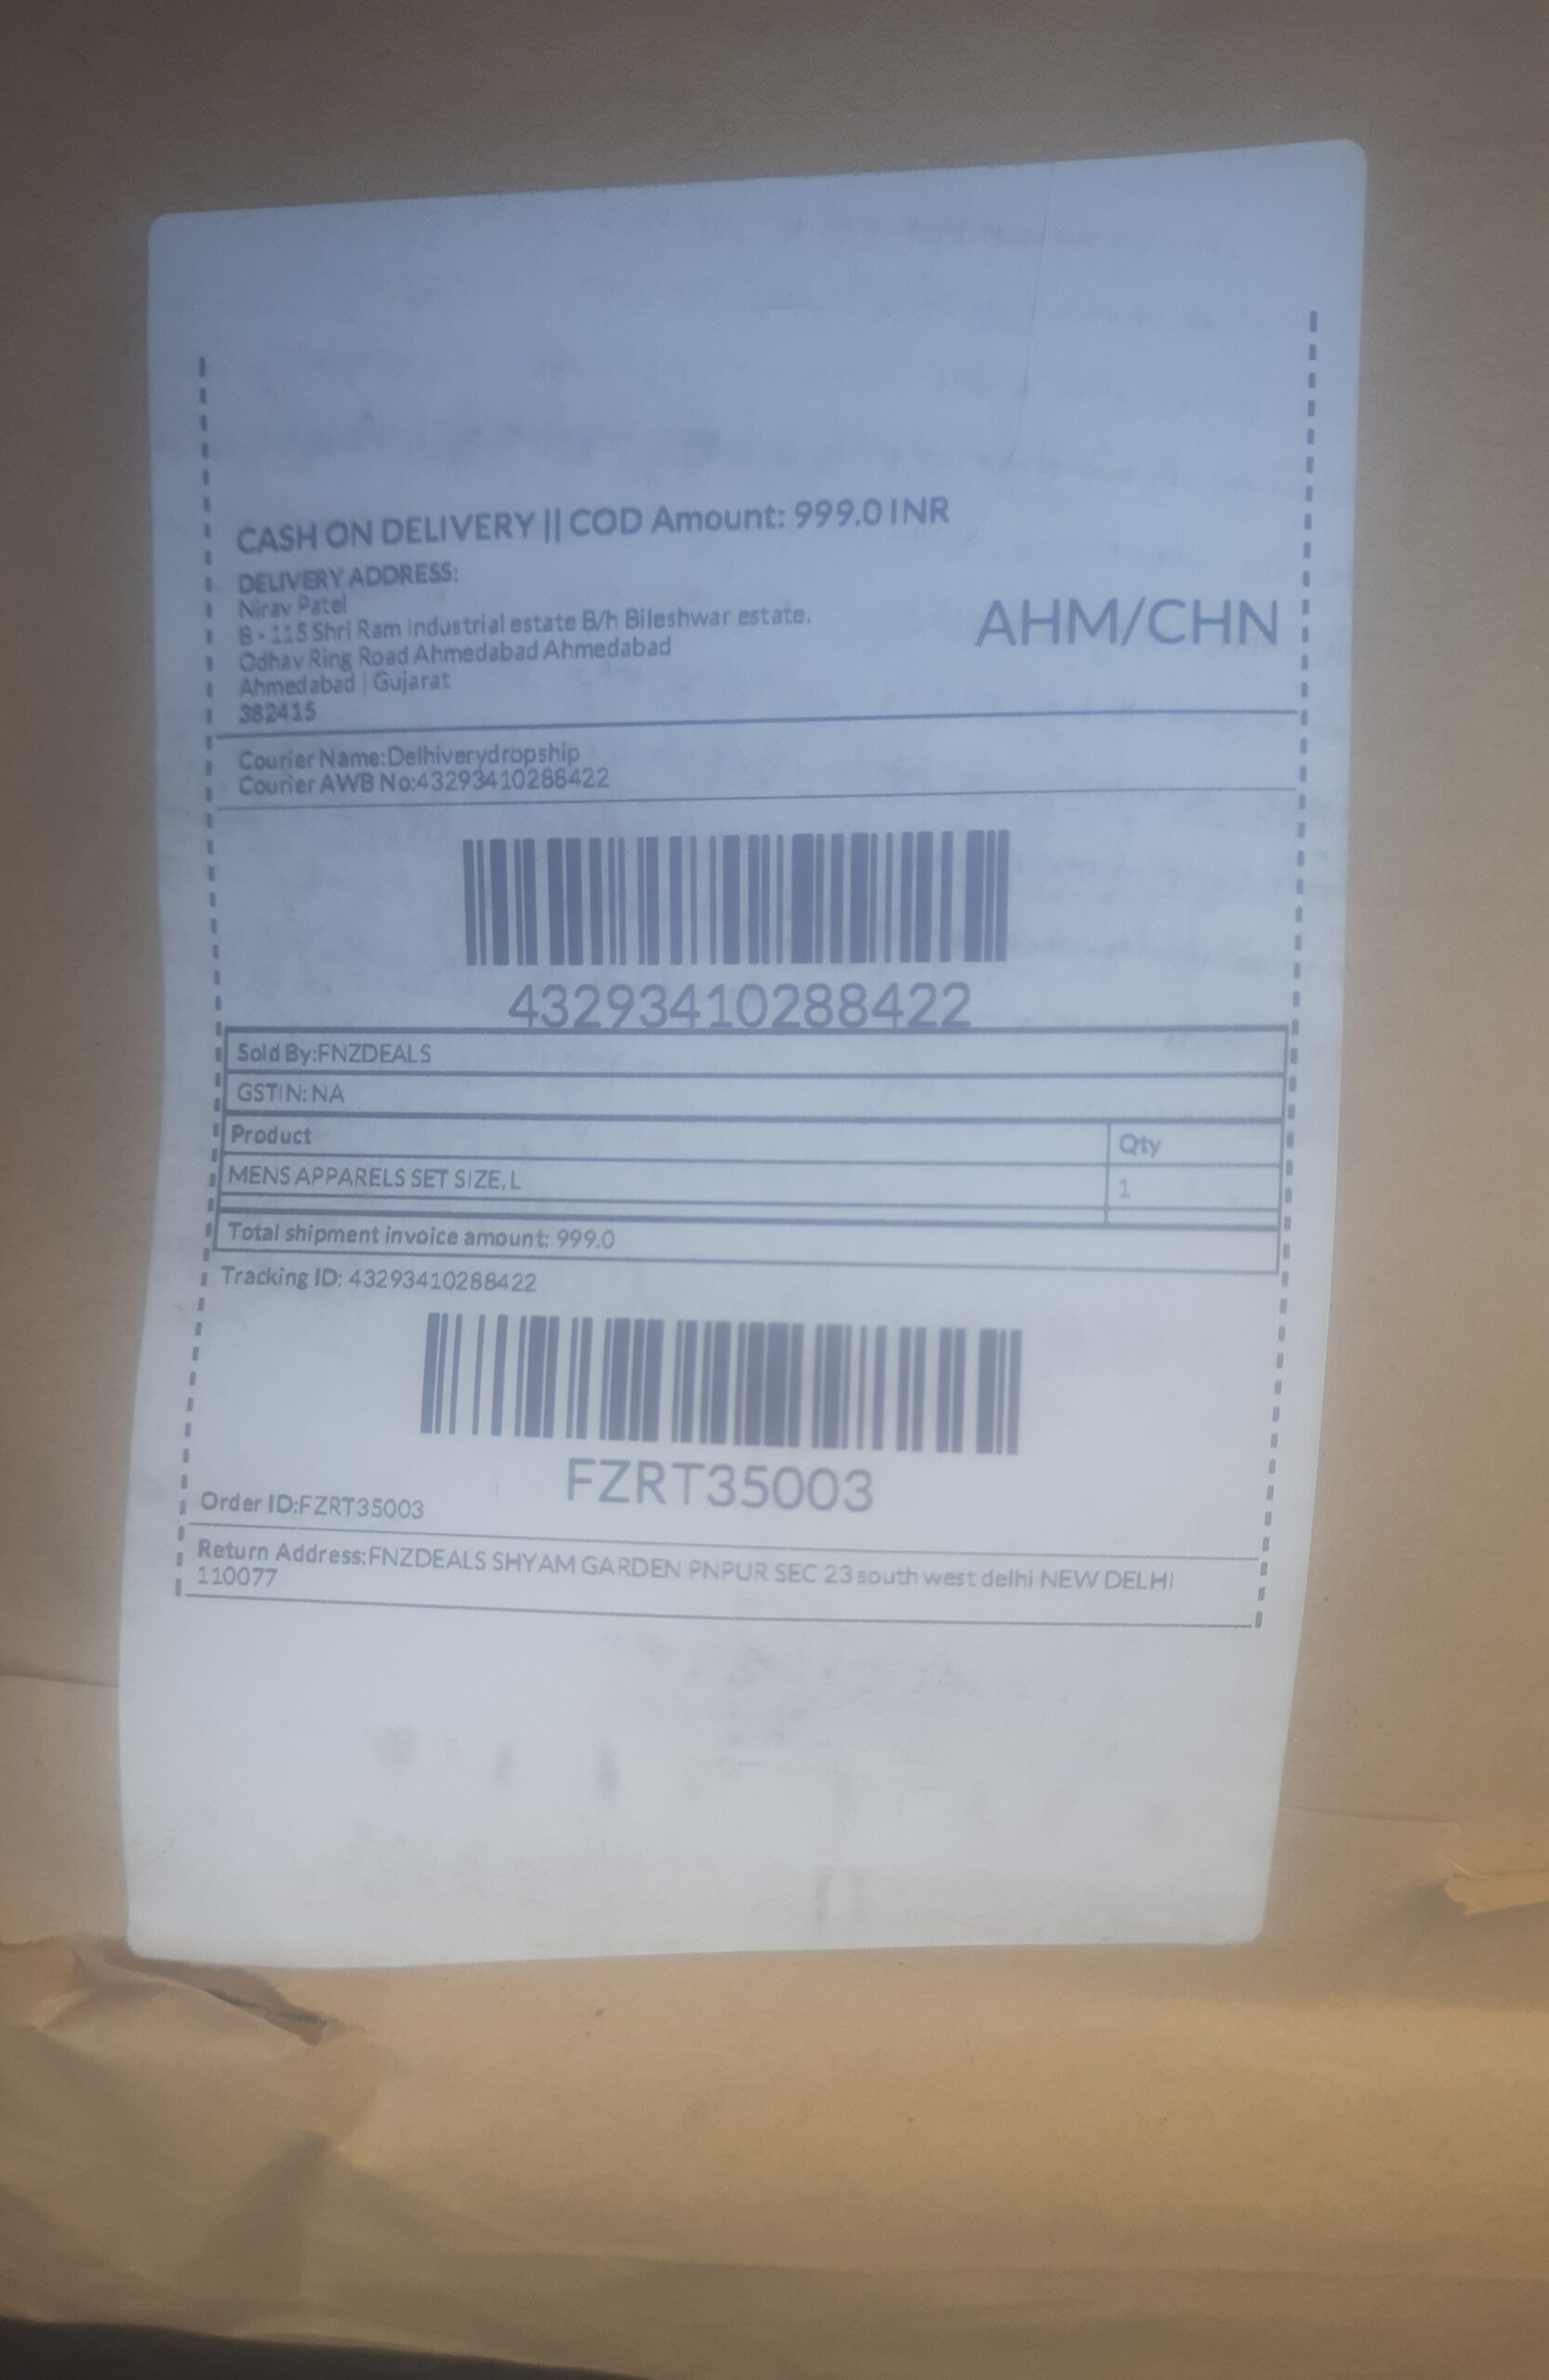 CASH ON DELIVERY || COD Amount: 999.0 INR
DELIVERY ADDRESS:
Nirav Patel
B - 115 Shri Ram Industrial estate B/h Bileshwar estate.
Odhav Ring Road Ahmedabad Ahmedabad
Ahmedabad | Gujarat
382415
AHM/CHN
Courier Name:Delhiverydropship
Courier AWB No:43293410288422
43293410288422
Sold By:FNZDEALS
GSTIN: NA
Product Qty
MENS APPARELS SET SIZE, L 1
Total shipment invoice amount: 999.0
Tracking ID: 43293410288422
FZRT35003
Order ID:FZRT35003
Return Address:FNZDEALS SHYAM GARDEN PNPUR SEC 23 south west delhi NEW DELHI
110077